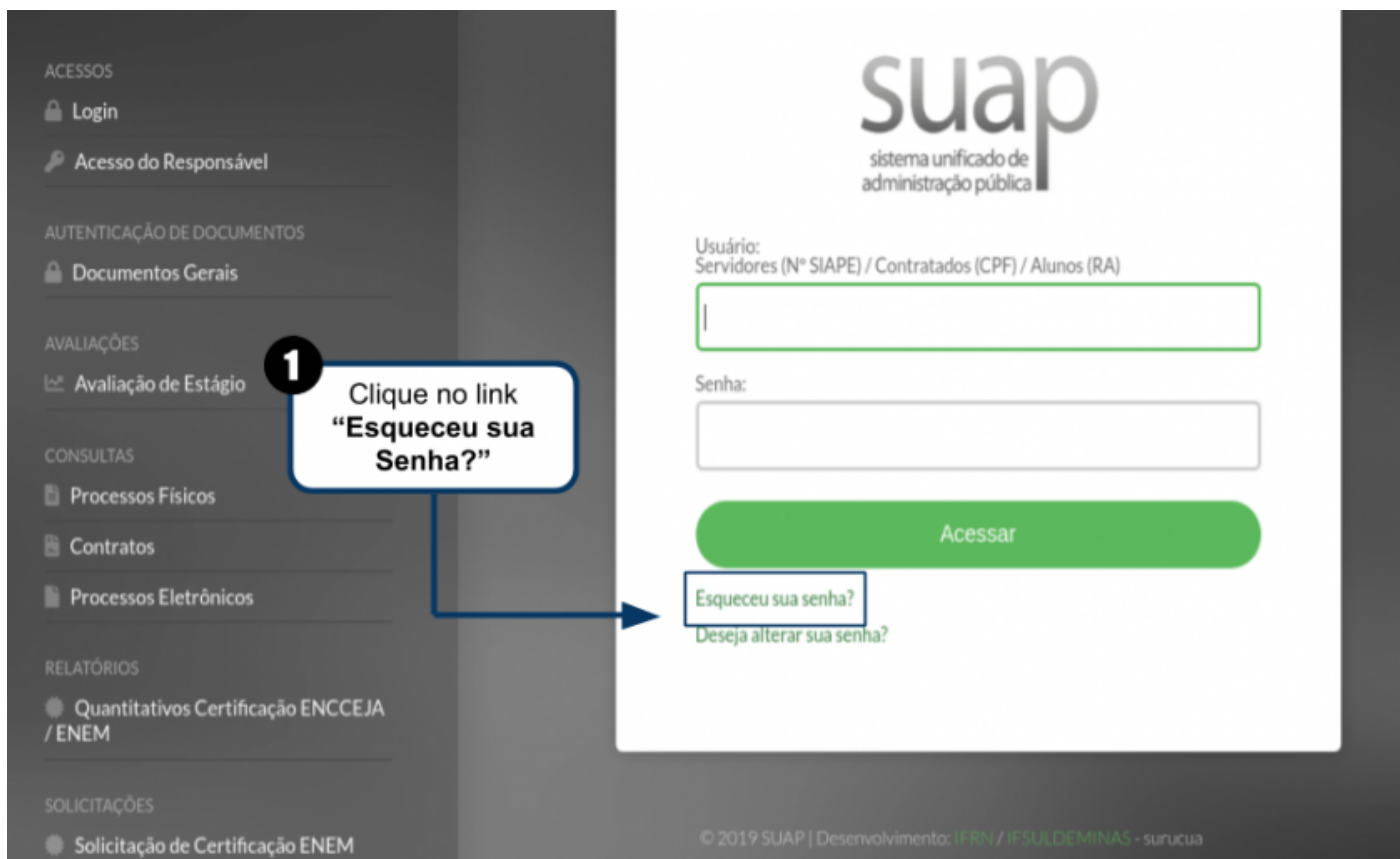 ACESSOS
Login
Acesso do Responsável
AUTENTICAÇÃO DE DOCUMENTOS
Documentos Gerais
AVALIAÇÕES
Avaliação de Estágio
CONSULTAS
Processos Físicos
Contratos
Processos Eletrônicos
RELATÓRIOS
Quantitativos Certificação ENCCEJA
/ ENEM
SOLICITAÇÕES
Solicitação de Certificação ENEM
1
Clique no link
“Esqueceu sua
Senha?”
suap
sistema unificado de
administração pública
Usuário:
Servidores (Nº SIAPE) / Contratados (CPF) / Alunos (RA)
Senha:
Acessar
Esqueceu sua senha?
Deseja alterar sua senha?
© 2019 SUAP | Desenvolvimento: IFRN / IFSULDEMINAS - surucua